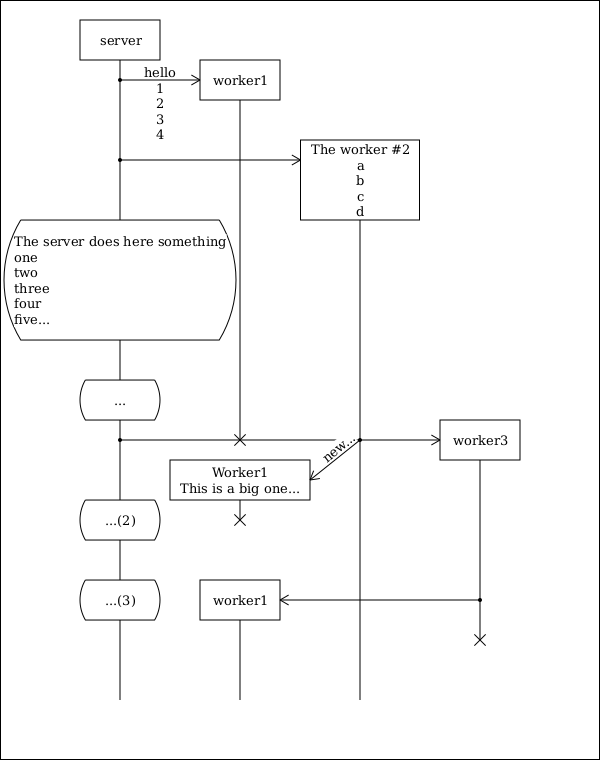 server
hello
1
2
3
4
worker1
The worker #2
a
b
c
d
The server does here something
one
two
three
four
five...
...
new...
worker3
Worker1
This is a big one...
...(2)
...(3)
worker1